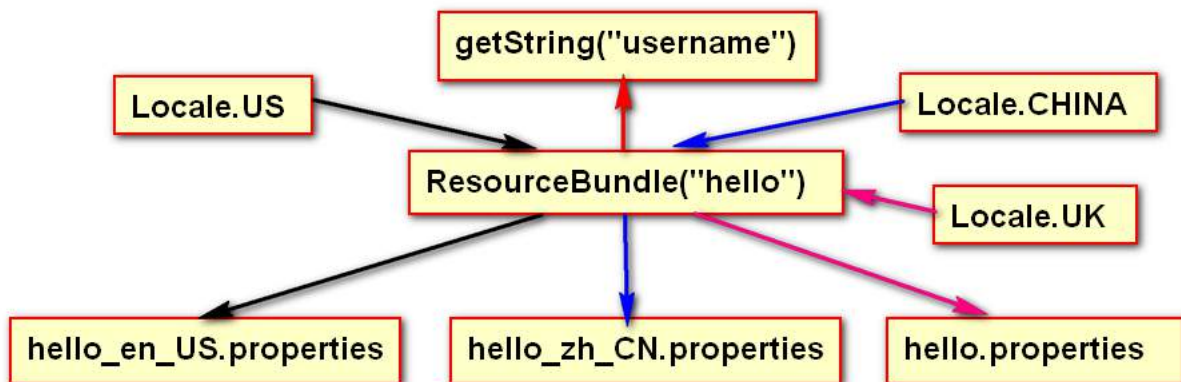 getString("username")
Locale.US
Locale.CHINA
ResourceBundle("hello")
Locale.UK
hello_en_US.properties
hello_zh_CN.properties
hello.properties